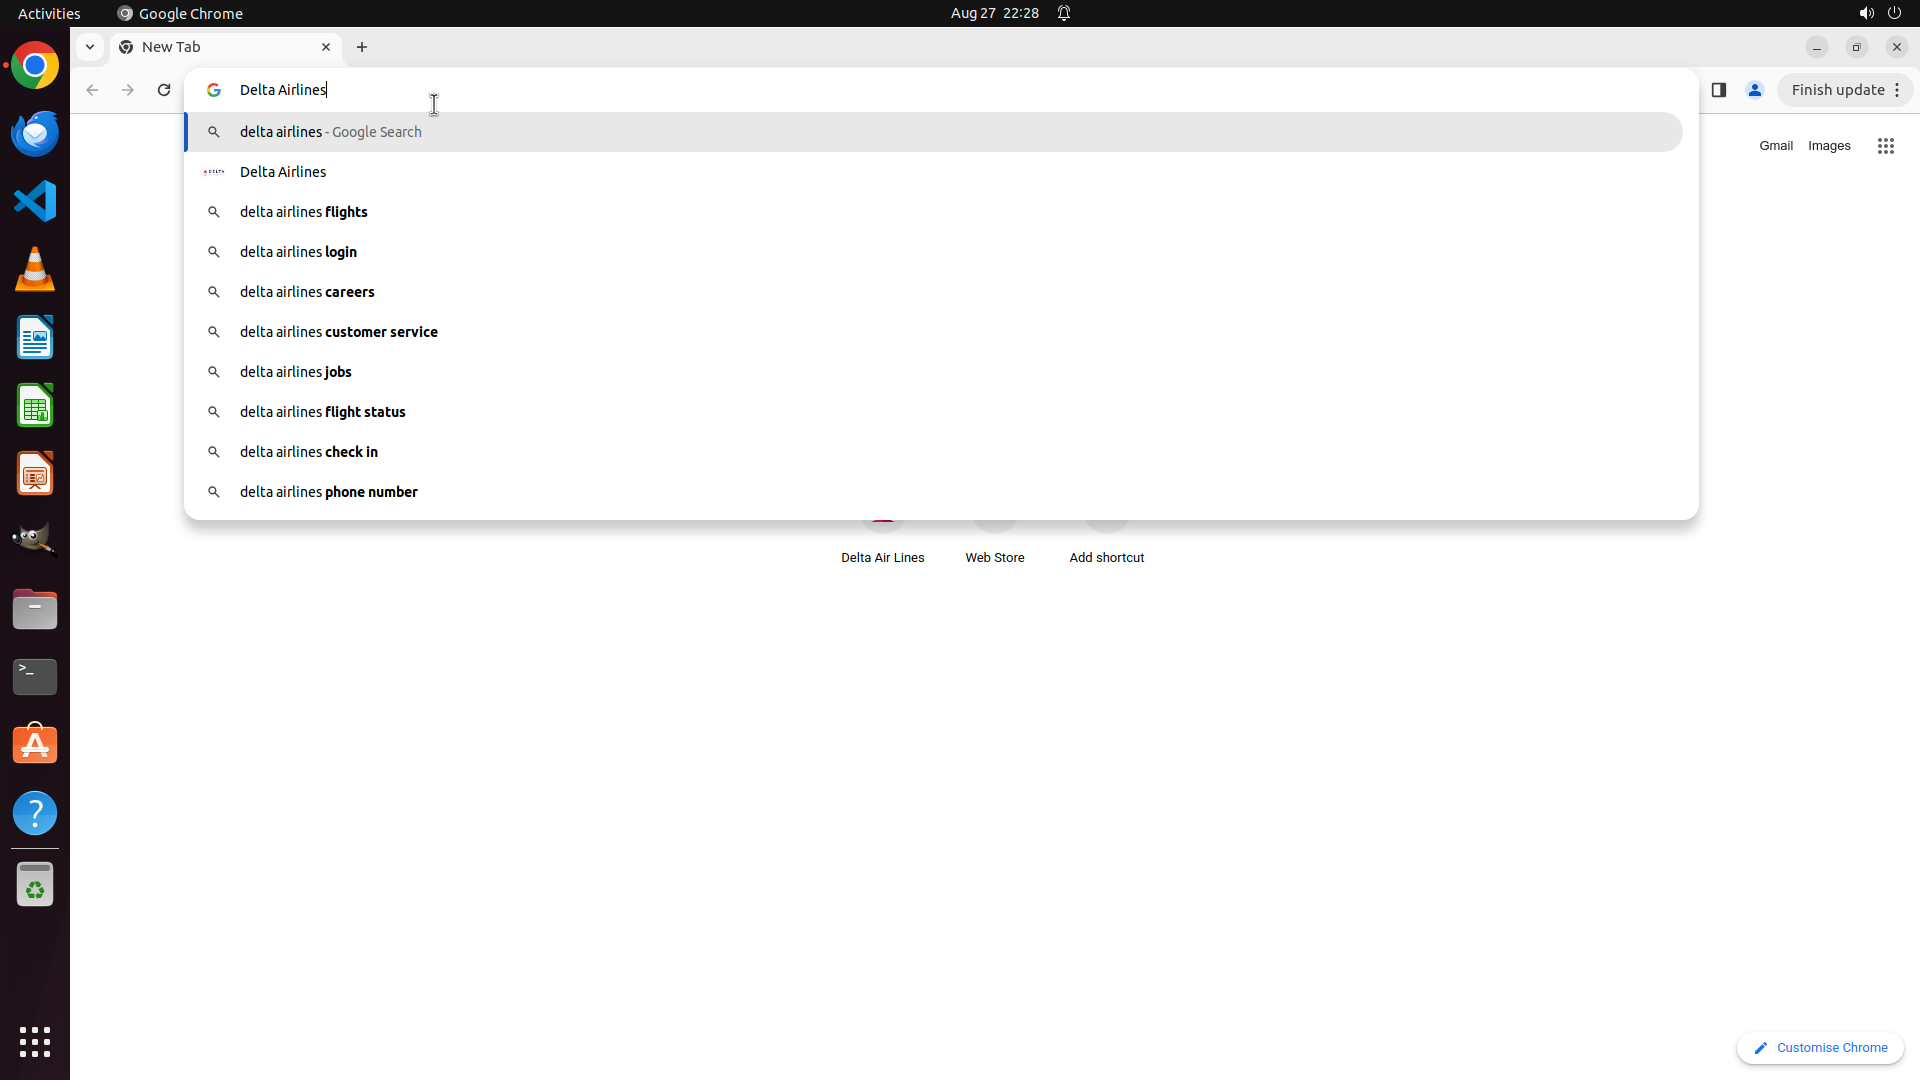 Activities
Google Chrome
Aug 27 22:28
New Tab
Delta Airlines
Finish update
delta airlines - Google Search
Delta Airlines
delta airlines flights
delta airlines login
delta airlines careers
delta airlines customer service
delta airlines jobs
delta airlines flight status
delta airlines check in
delta airlines phone number
Gmail
Images
Delta Air Lines
Web Store
Add shortcut
Customise Chrome